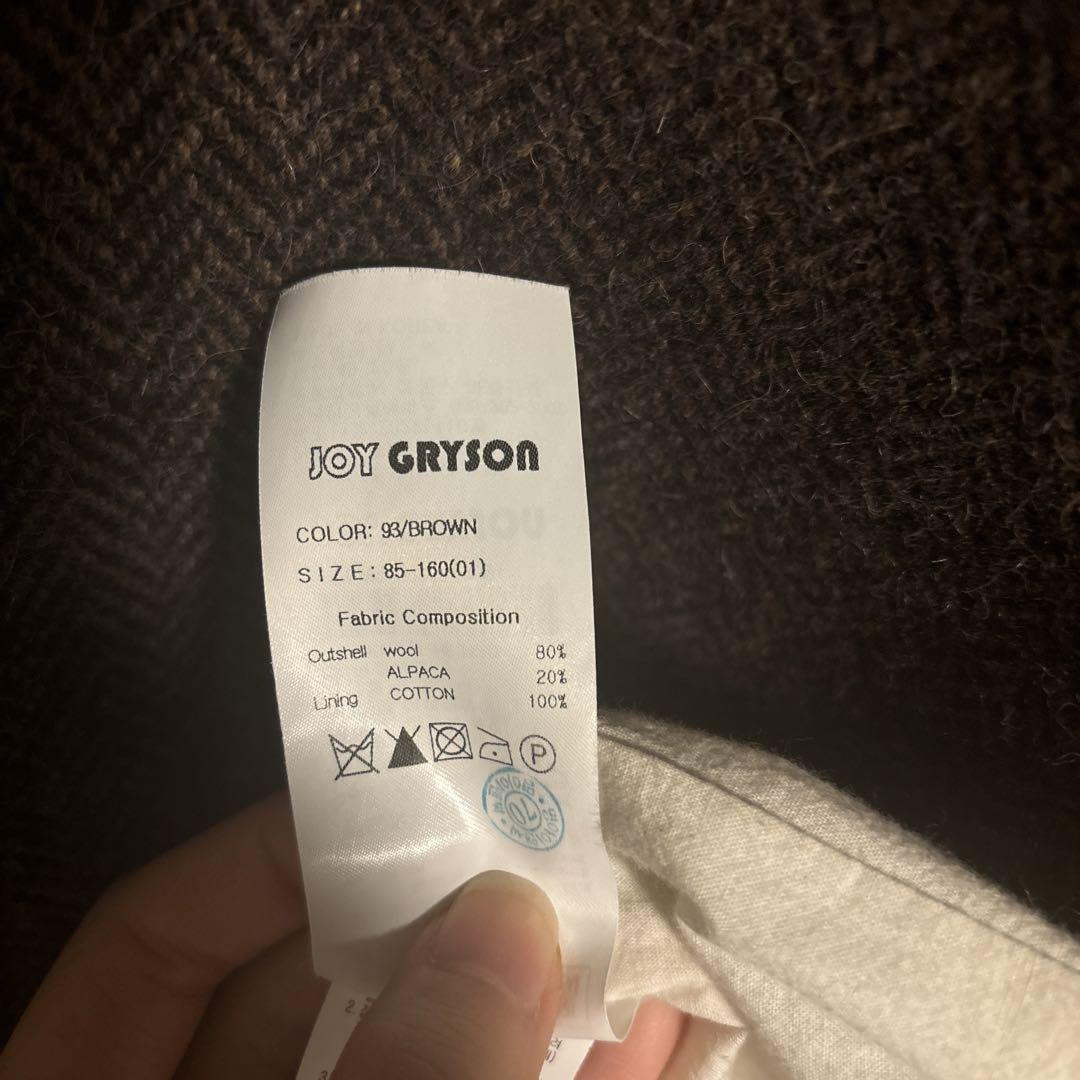 JOY GRYSON
COLOR: 93/BROWN
SIZE: 85-160(01)
Fabric Composition
Outshell wool 80%
ALPACA 20%
Lining COTTON 100%
P
10